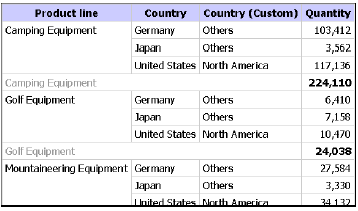 Product line Country Country (Custom) Quantity
Camping Equipment Germany Others 103,412
Japan Others 3,562
United States North America 117,136
Camping Equipment 224,110
Golf Equipment Germany Others 6,410
Japan Others 7,158
United States North America 10,470
Golf Equipment 24,038
Mountaineering Equipment Germany Others 27,584
Japan Others 3,330
United States North America 34,132